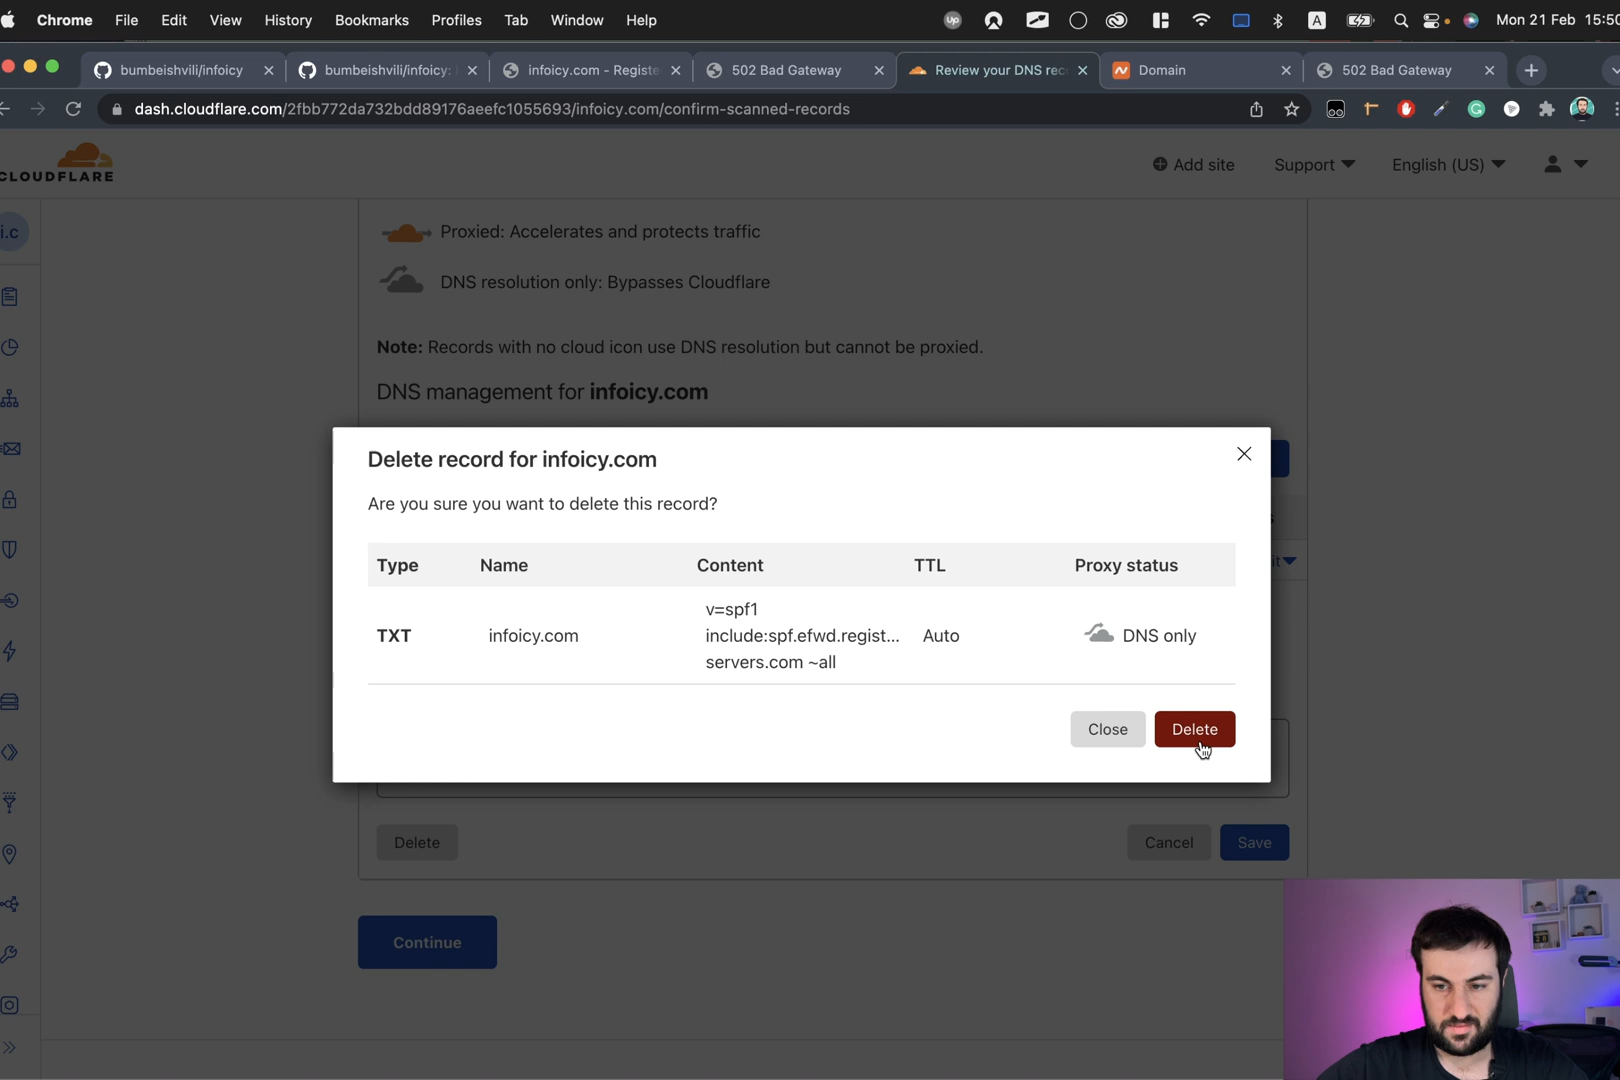 Chrome File Edit View History Bookmarks Profiles Tab Window Help
Up A Mon 21 Feb 15:50
bumbeishvili/infoicy
bumbeishvili/infoicy:
infoicy.com - Registe
502 Bad Gateway
Review your DNS rec
Domain
502 Bad Gateway
dash.cloudflare.com/2fbb772da732bdd89176aeefc1055693/infoicy.com/confirm-scanned-records
CLOUDFLARE
Add site
Support
English (US)
i.c
Proxied: Accelerates and protects traffic
DNS resolution only: Bypasses Cloudflare
Note: Records with no cloud icon use DNS resolution but cannot be proxied.
DNS management for infoicy.com
Delete record for infoicy.com
Are you sure you want to delete this record?
Type Name Content TTL Proxy status
TXT infoicy.com v=spf1
include:spf.efwd.regist...
servers.com ~all
Auto DNS only
Close Delete
Delete Cancel Save
Continue